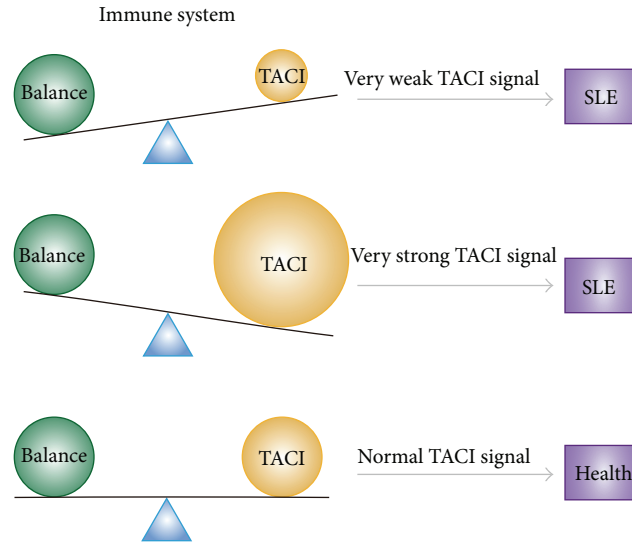 Immune system
Balance
TACI
Very weak TACI signal
SLE
Balance
TACI
Very strong TACI signal
SLE
Balance
TACI
Normal TACI signal
Health